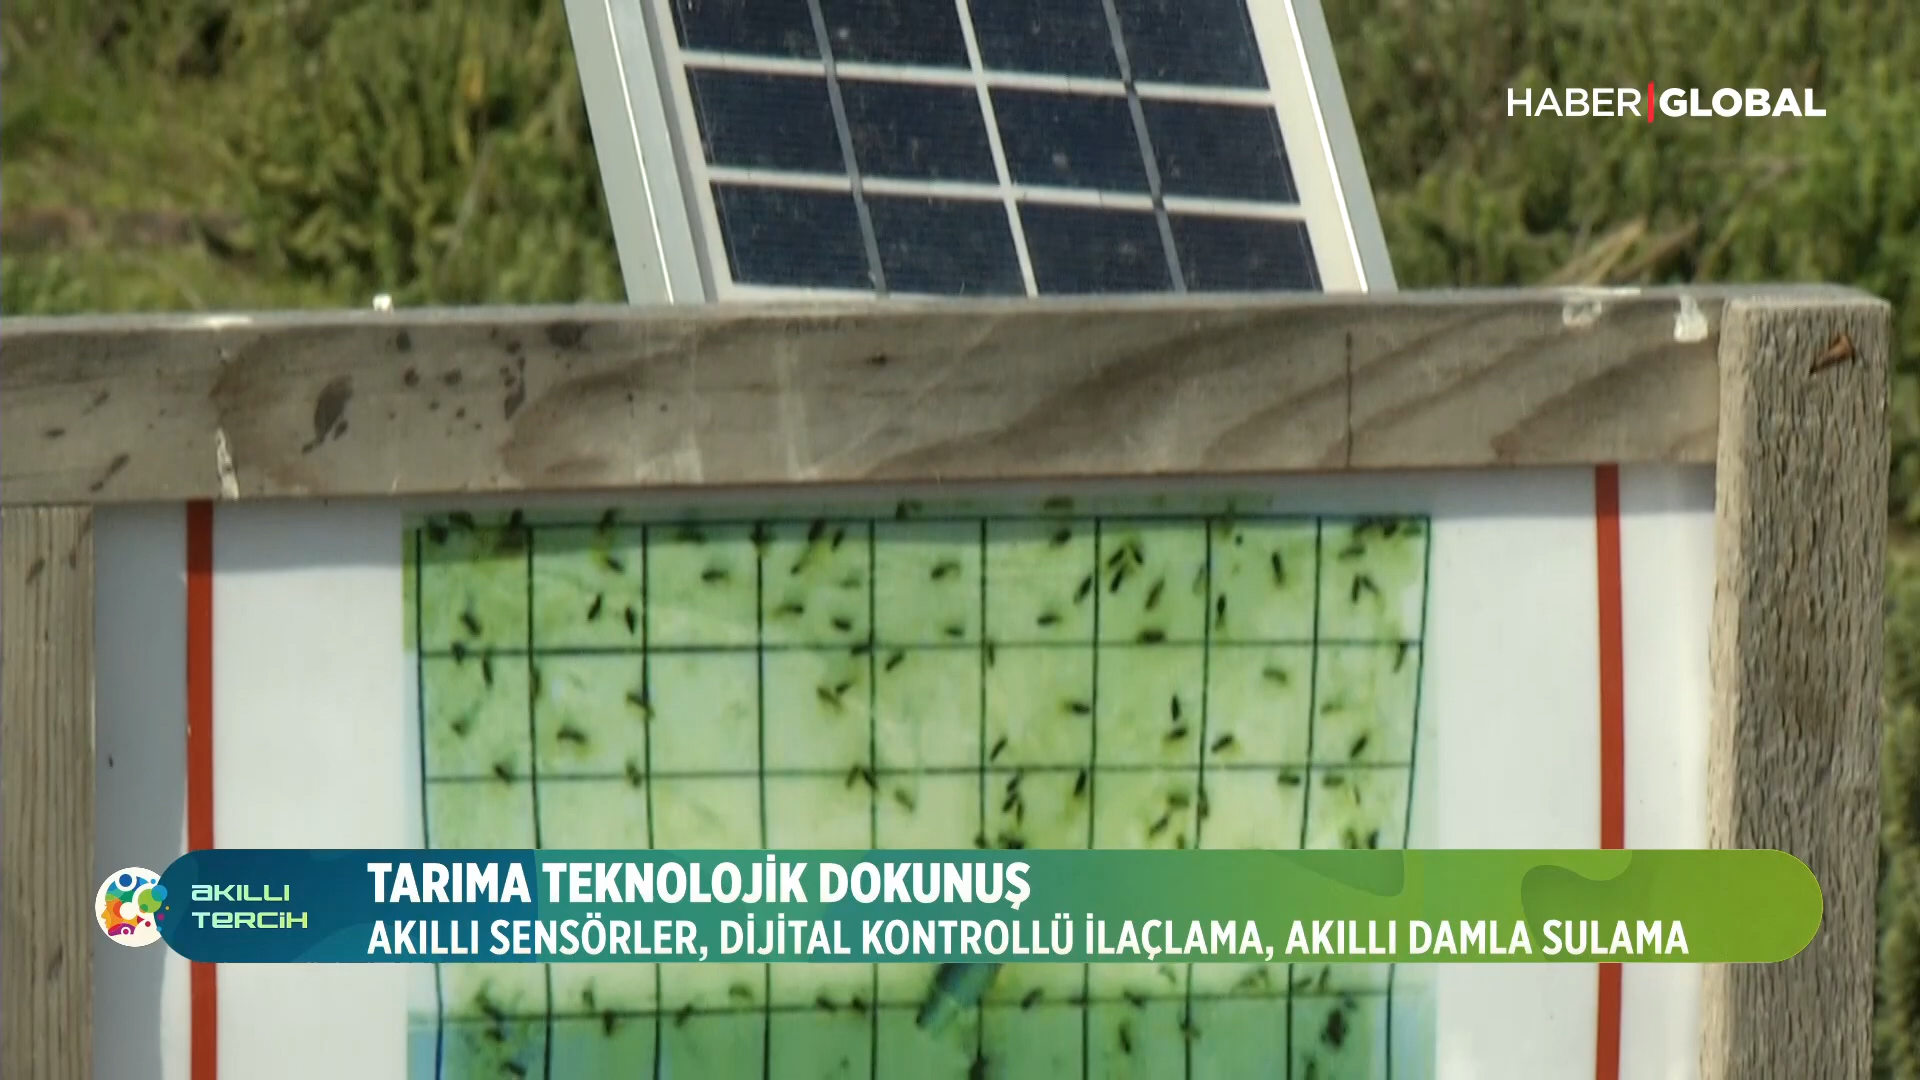 HABER|GLOBAL
TARIMA TEKNOLOJİK DOKUNUŞ
AKILLI TERCİH
AKILLI SENSÖRLER, DİJİTAL KONTROLLÜ İLAÇLAMA, AKILLI DAMLA SULAMA